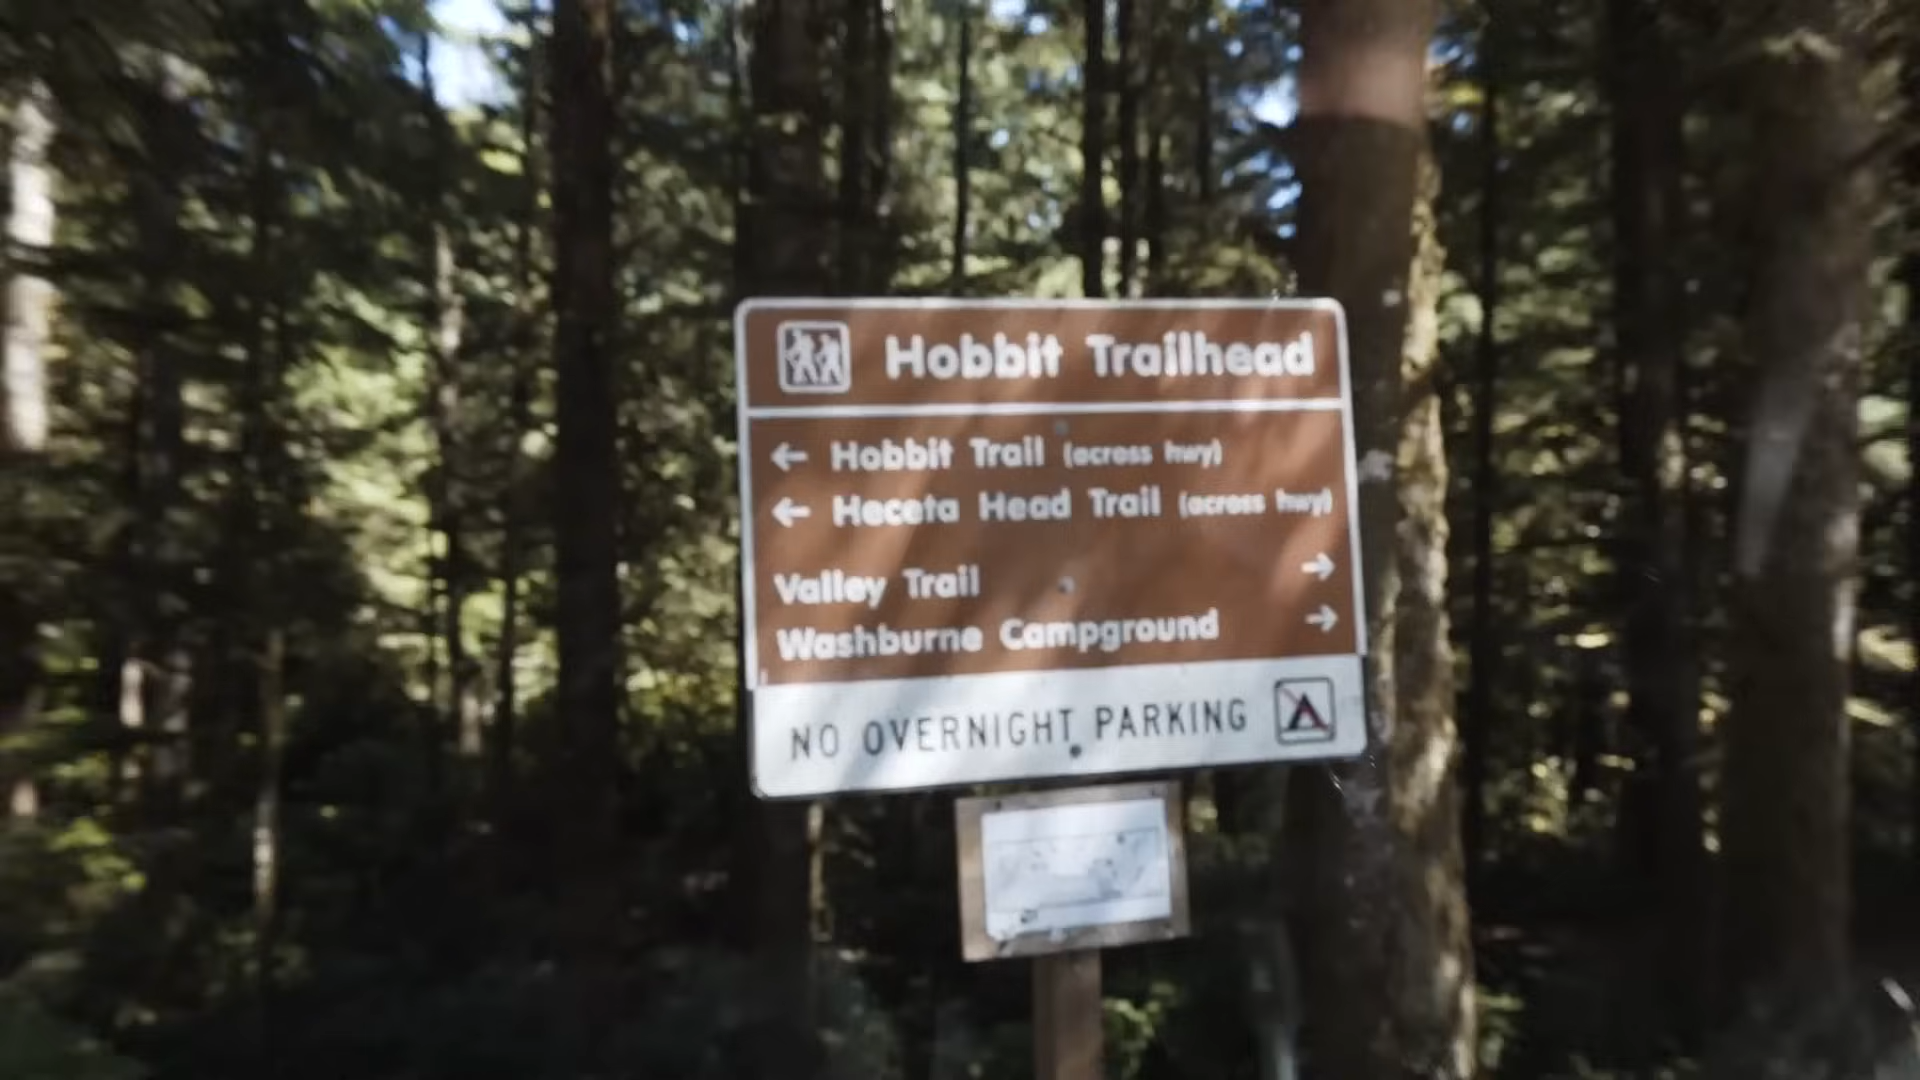 Hobbit Trailhead
← Hobbit Trail (across hwy)
← Heceta Head Trail (across hwy)
Valley Trail →
Washburne Campground →
NO OVERNIGHT PARKING